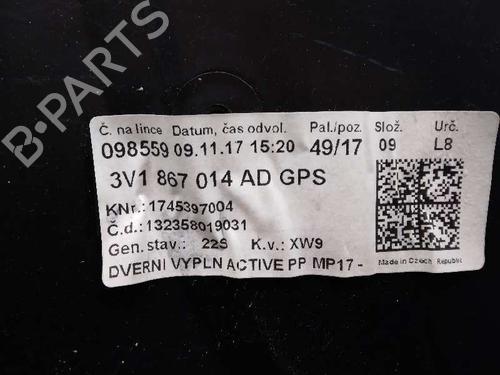 B-PARTS
Č. na lince Datum, čas odvol. Pal./poz. Slož. Urč.
098559 09.11.17 15:20 49/17 09 L8
3V1 867 014 AD GPS
KNr.: 1745397004
Č.d.: 132358019031
Gen. stav.: 22S K.v.: XW9
DVERNI VYPLN ACTIVE PP MP17 -
Made in Czech Republic